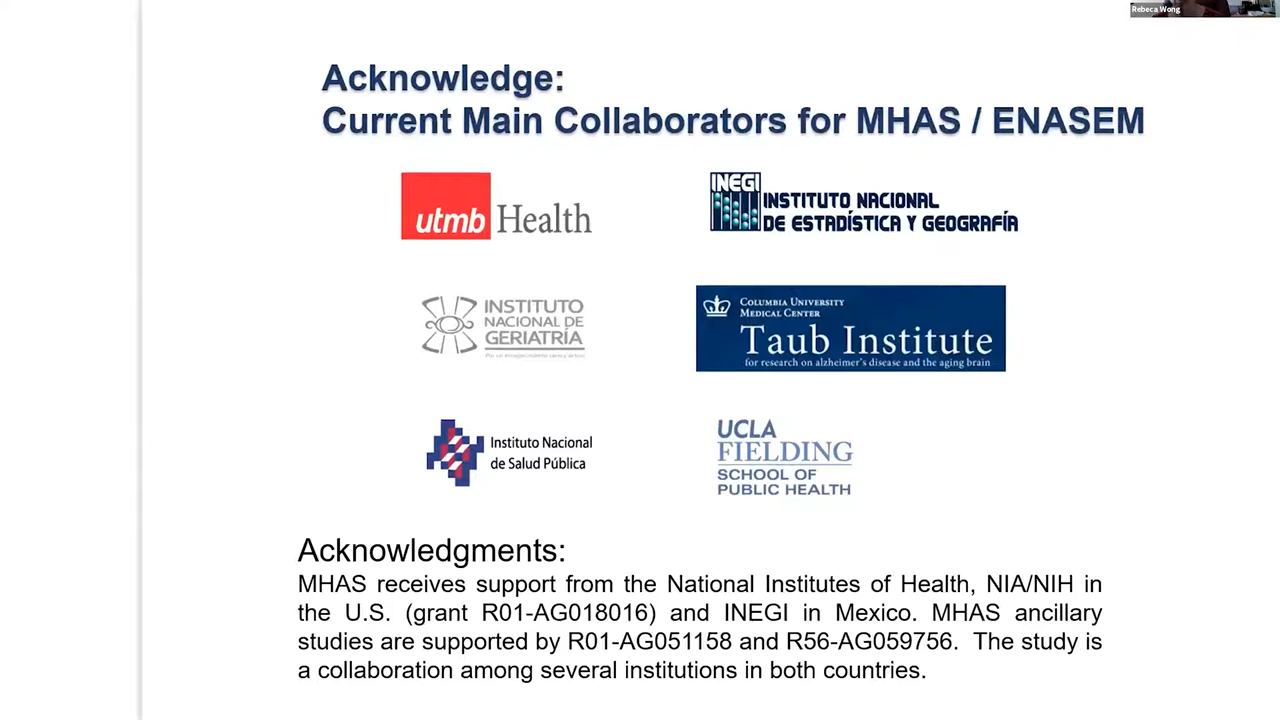 Rebeca Wong
Acknowledge:
Current Main Collaborators for MHAS / ENASEM
utmb Health
INEGI
INSTITUTO NACIONAL
DE ESTADÍSTICA Y GEOGRAFÍA
INSTITUTO
NACIONAL DE
GERIATRÍA
COLUMBIA UNIVERSITY
MEDICAL CENTER
Taub Institute
for research on alzheimer's disease and the aging brain
Instituto Nacional
de Salud Pública
UCLA
FIELDING
SCHOOL OF
PUBLIC HEALTH
Acknowledgments:
MHAS receives support from the National Institutes of Health, NIA/NIH in
the U.S. (grant R01-AG018016) and INEGI in Mexico. MHAS ancillary
studies are supported by R01-AG051158 and R56-AG059756. The study is
a collaboration among several institutions in both countries.